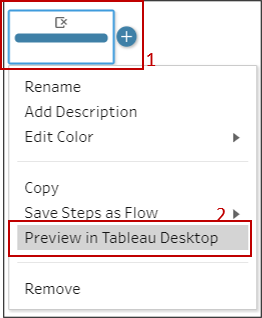 1
Rename
Add Description
Edit Color
Copy
Save Steps as Flow 2
Preview in Tableau Desktop
Remove